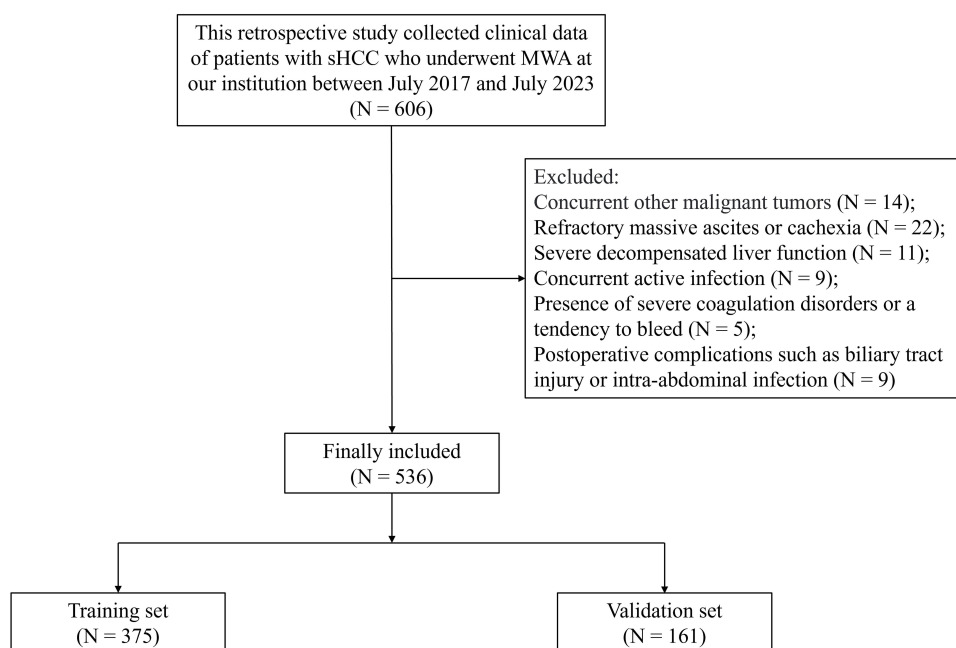 This retrospective study collected clinical data
of patients with sHCC who underwent MWA at
our institution between July 2017 and July 2023
(N = 606)
Excluded:
Concurrent other malignant tumors (N = 14);
Refractory massive ascites or cachexia (N = 22);
Severe decompensated liver function (N = 11);
Concurrent active infection (N = 9);
Presence of severe coagulation disorders or a
tendency to bleed (N = 5);
Postoperative complications such as biliary tract
injury or intra-abdominal infection (N = 9)
Finally included
(N = 536)
Training set
(N = 375)
Validation set
(N = 161)